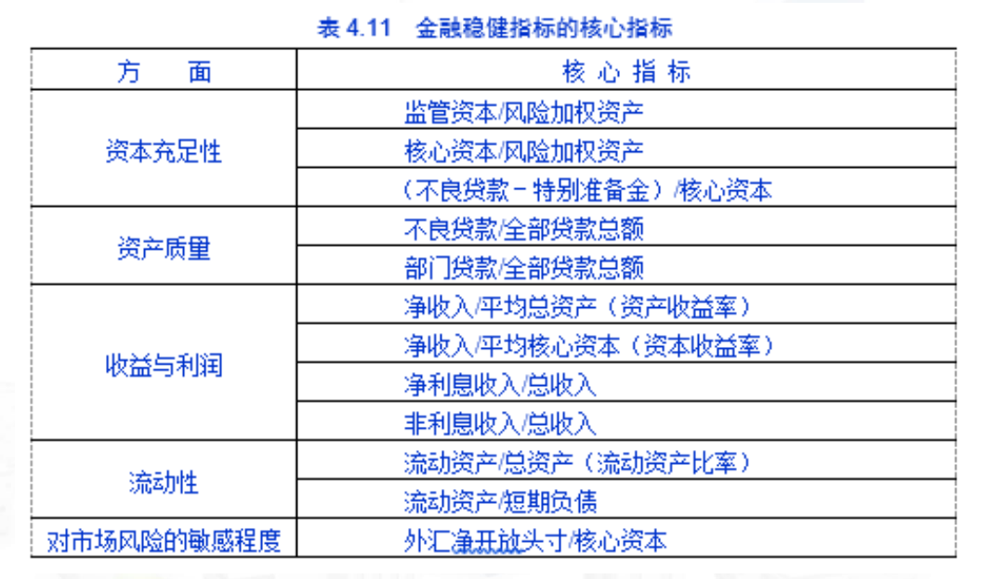 表 4.11 金融稳健指标的核心指标
方 面 核 心 指 标
资本充足性
监管资本/风险加权资产
核心资本/风险加权资产
（不良贷款－特别准备金）/核心资本
资产质量
不良贷款/全部贷款总额
部门贷款/全部贷款总额
收益与利润
净收入/平均总资产（资产收益率）
净收入/平均核心资本（资本收益率）
净利息收入/总收入
非利息收入/总收入
流动性
流动资产/总资产（流动资产比率）
流动资产/短期负债
对市场风险的敏感程度
外汇净开放头寸/核心资本